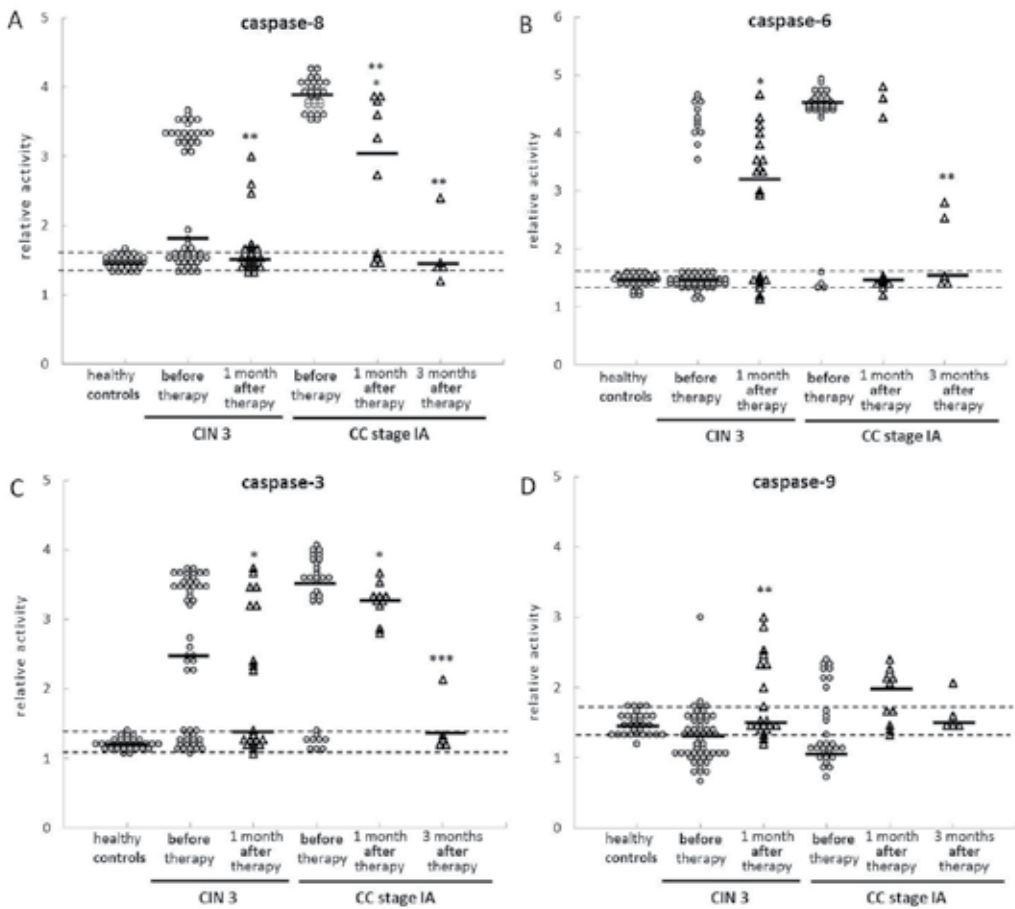 A
caspase-8
relative activity
5
4
3
2
1
0
**
**
*
**
healthy controls
before therapy
1 month after therapy
before therapy
1 month after therapy
3 months after therapy
CIN 3
CC stage IA
B
caspase-6
relative activity
6
5
4
3
2
1
0
*
**
healthy controls
before therapy
1 month after therapy
before therapy
1 month after therapy
3 months after therapy
CIN 3
CC stage IA
C
caspase-3
relative activity
5
4
3
2
1
0
*
*
***
healthy controls
before therapy
1 month after therapy
before therapy
1 month after therapy
3 months after therapy
CIN 3
CC stage IA
D
caspase-9
relative activity
5
4
3
2
1
0
**
healthy controls
before therapy
1 month after therapy
before therapy
1 month after therapy
3 months after therapy
CIN 3
CC stage IA